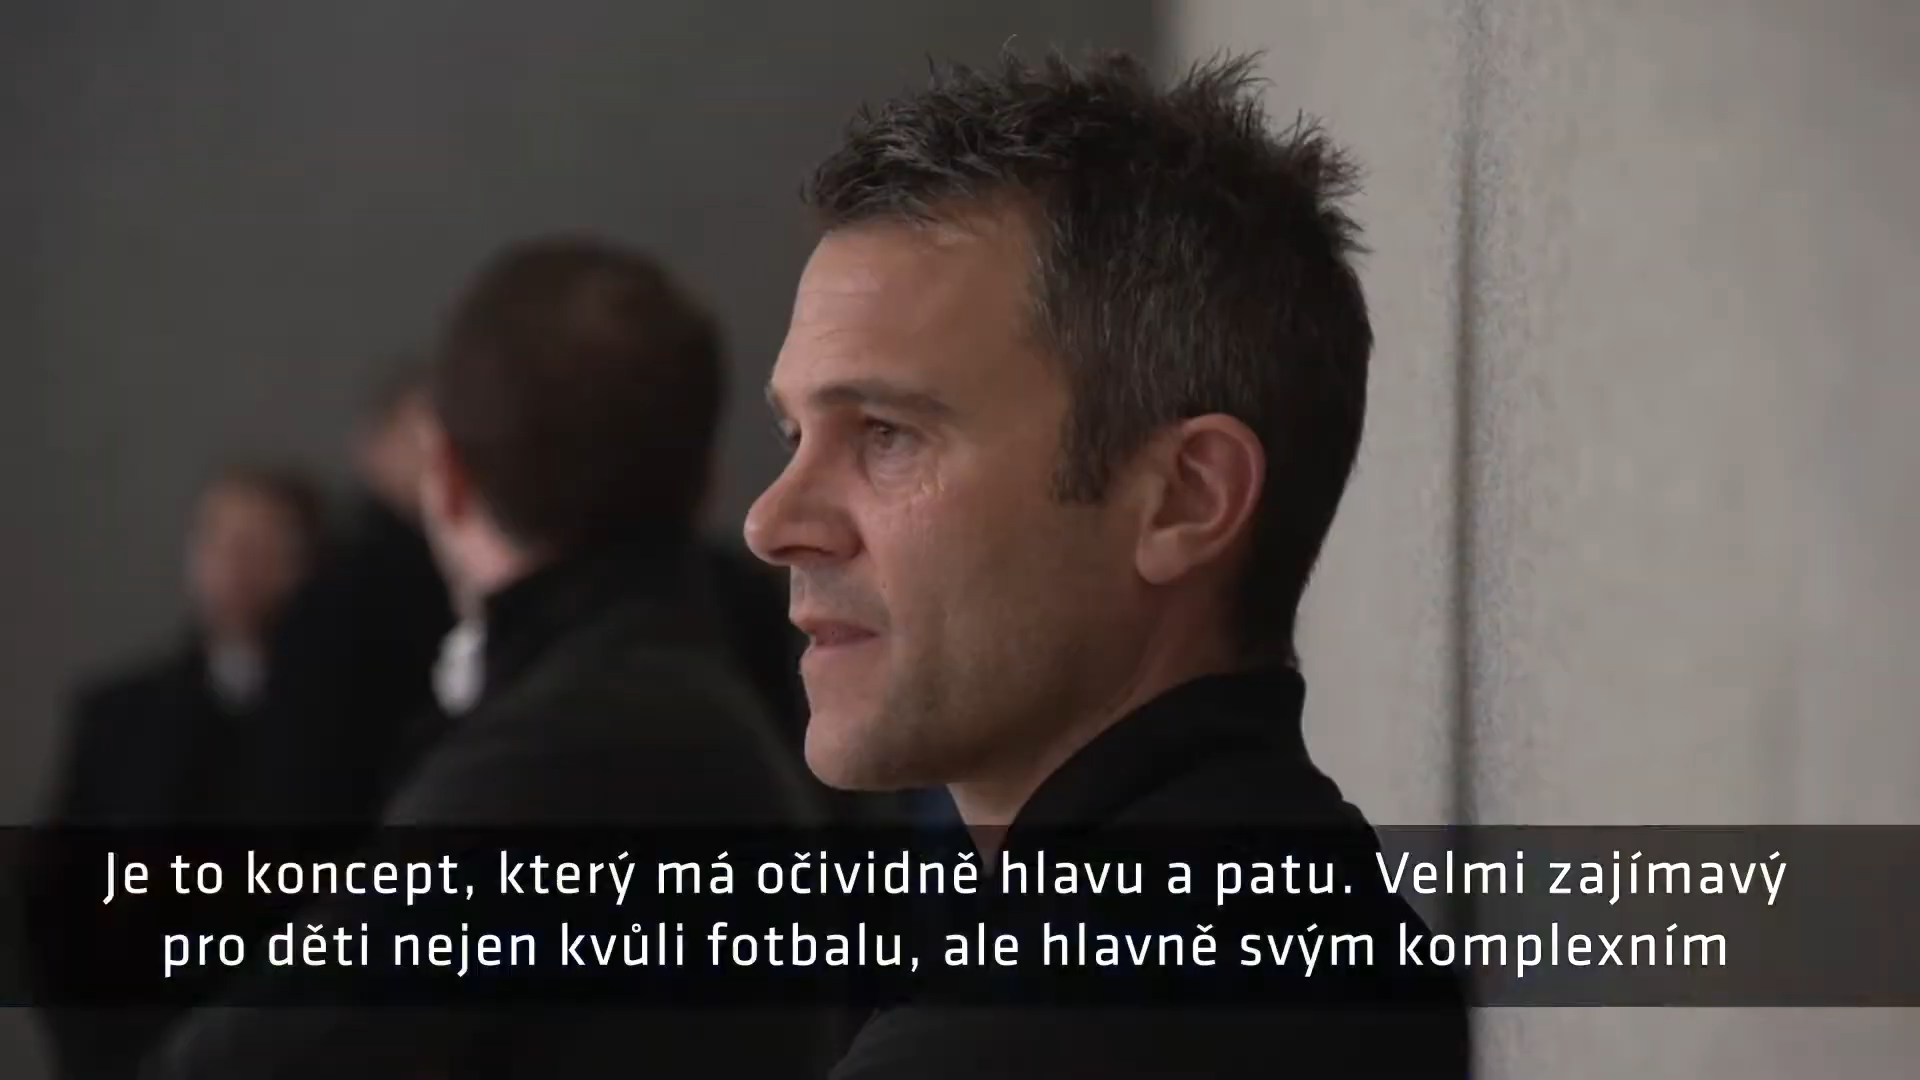 Je to koncept, který má očividně hlavu a patu. Velmi zajímavý
pro děti nejen kvůli fotbalu, ale hlavně svým komplexním